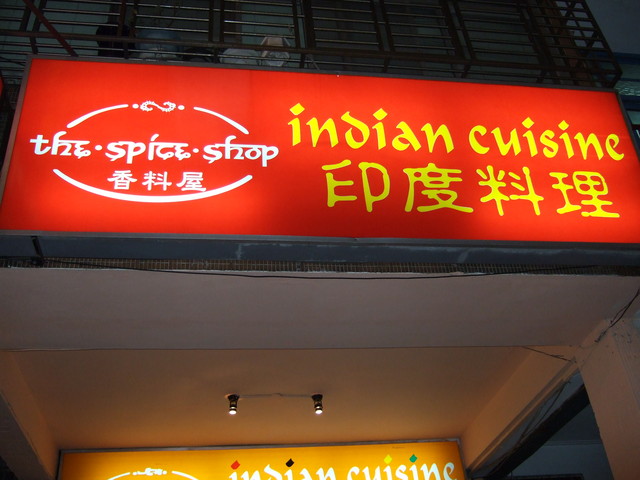 the·spice·shop
香料屋
indian cuisine
印度料理
indian cuisine